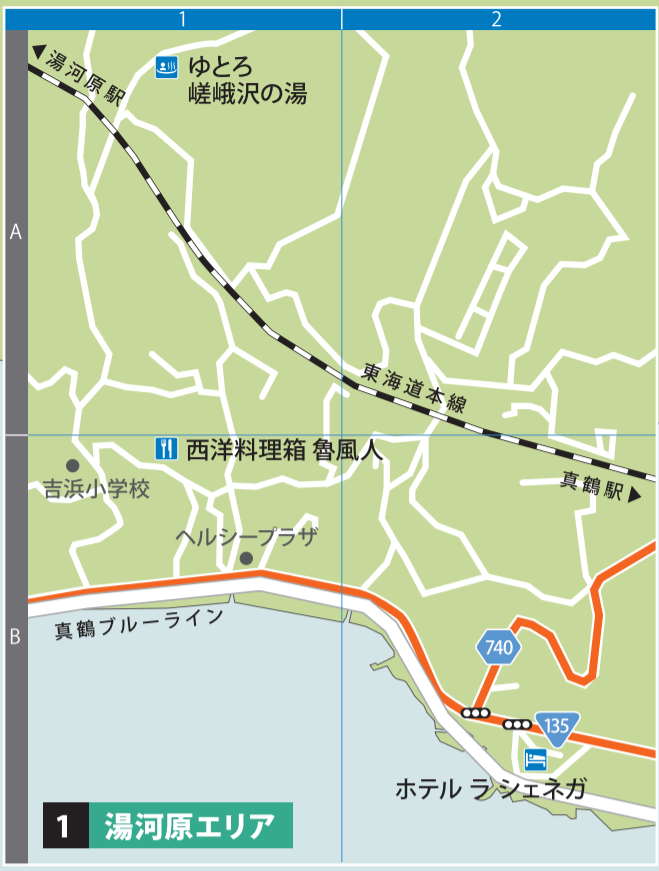 1
2
A
B
湯河原駅
ゆとろ
嵯峨沢の湯
東海道本線
西洋料理箱 魯風人
吉浜小学校
真鶴駅
ヘルシープラザ
真鶴ブルーライン
740
135
ホテル ラ シェネガ
1 湯河原エリア